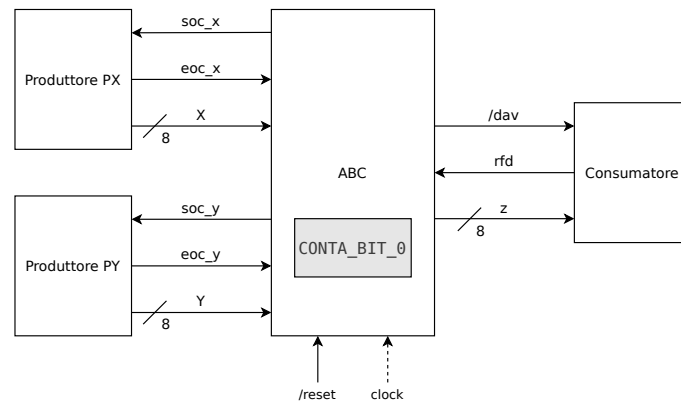 soc_x
Produttore PX
eoc_x
X
8
/dav
rfd
ABC
Consumatore
z
8
soc_y
CONTA_BIT_0
Produttore PY
eoc_y
Y
8
/reset
clock